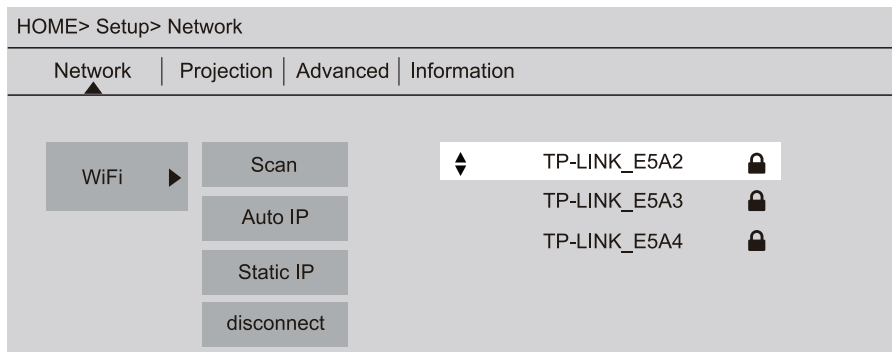 HOME> Setup> Network
Network | Projection | Advanced | Information
WiFi
Scan
Auto IP
Static IP
disconnect
TP-LINK_E5A2
TP-LINK_E5A3
TP-LINK_E5A4